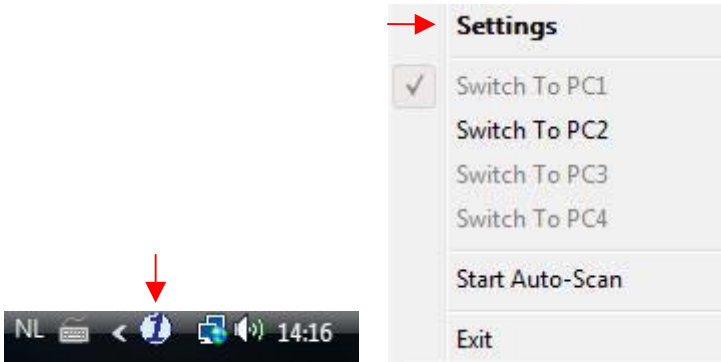 Settings
Switch To PC1
Switch To PC2
Switch To PC3
Switch To PC4
Start Auto-Scan
Exit
NL 1 14:16